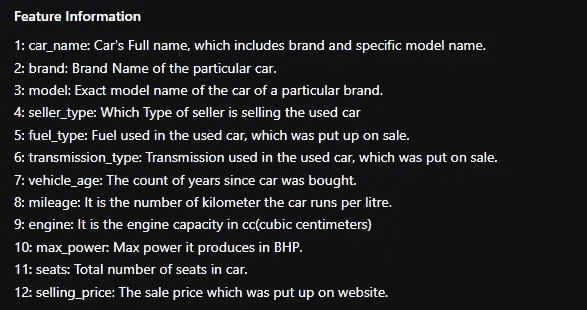 Feature Information
1: car_name: Car's Full name, which includes brand and specific model name.
2: brand: Brand Name of the particular car.
3: model: Exact model name of the car of a particular brand.
4: seller_type: Which Type of seller is selling the used car
5: fuel_type: Fuel used in the used car, which was put up on sale.
6: transmission_type: Transmission used in the used car, which was put on sale.
7: vehicle_age: The count of years since car was bought.
8: mileage: It is the number of kilometer the car runs per litre.
9: engine: It is the engine capacity in cc(cubic centimeters)
10: max_power: Max power it produces in BHP.
11: seats: Total number of seats in car.
12: selling_price: The sale price which was put up on website.